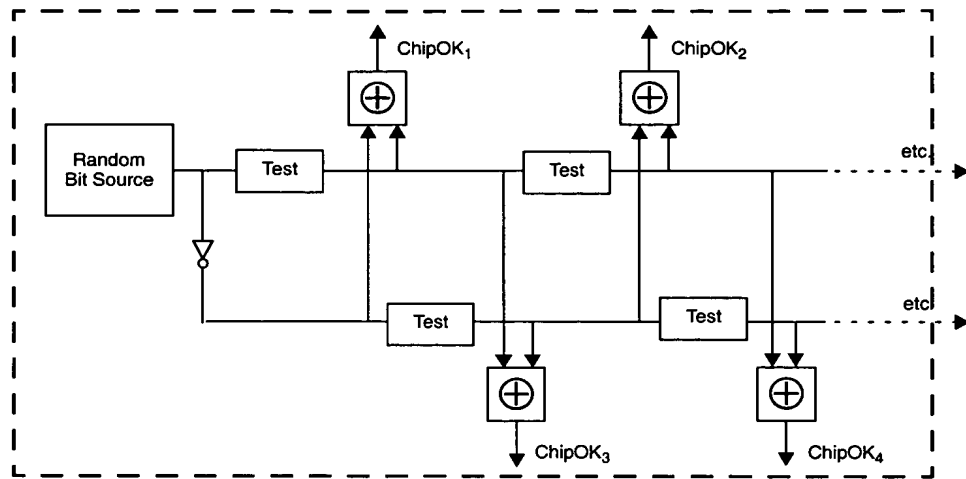 ChipOK₁
ChipOK₂
Random
Bit Source
Test
Test
etc.
Test
Test
etc
ChipOK₃
ChipOK₄